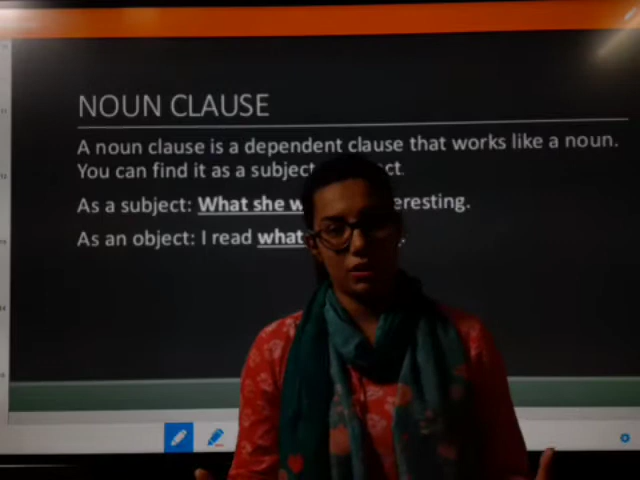 NOUN CLAUSE
A noun clause is a dependent clause that works like a noun.
You can find it as a subject
As a subject: What she
As an object: I read what